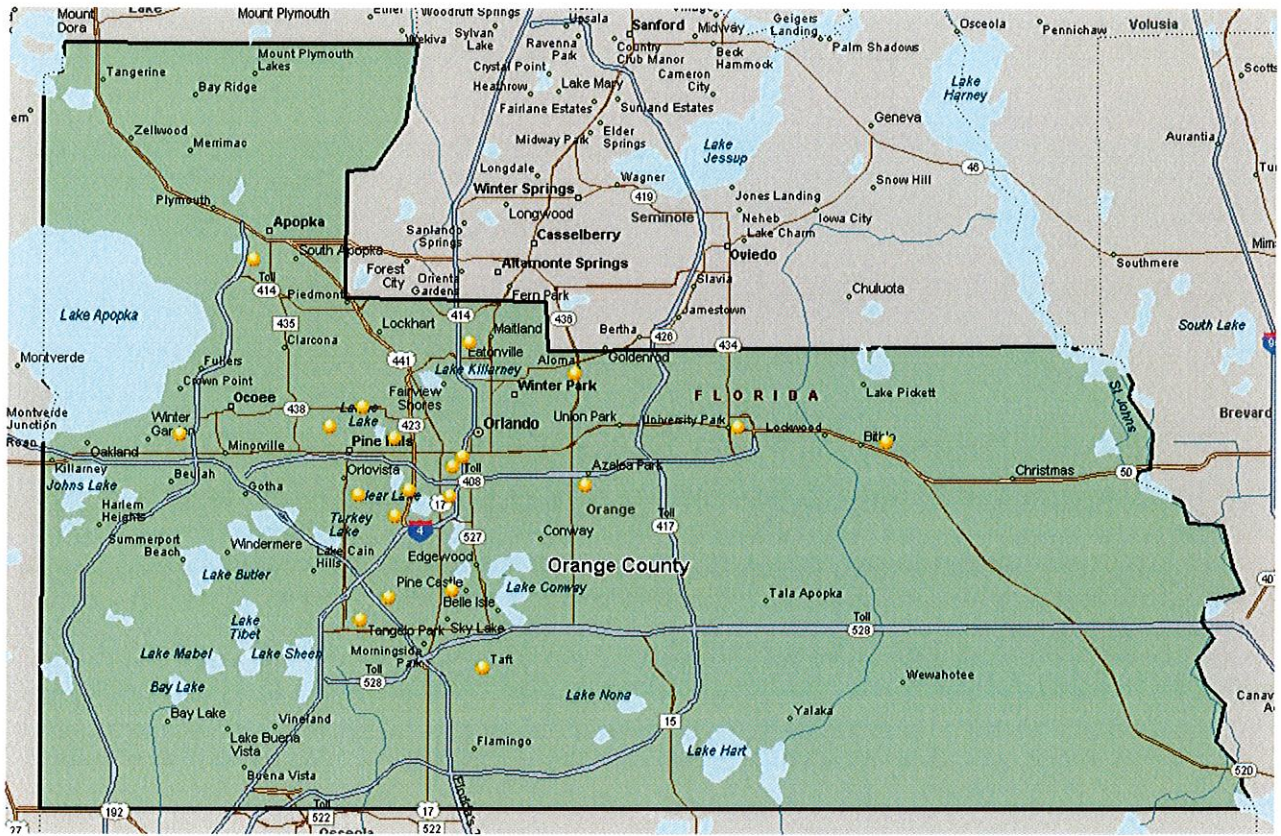 Mount
Dora
Lake
Mount Plymouth
Woodruff Springs
Upsala
Sanford
Midway
Geigers
Landing
Osceola
Pennichaw
Volusia
Sylvan
Lake
Ravenna
Park
Country
Club Manor
Beck
Hammock
Palm Shadows
Mount Plymouth
Lakes
Tangerine
Bay Ridge
Crystal Point
Heathrow
Lake Mary
Cameron
City
Fairlane Estates
Sunland Estates
Lake
Harney
Zellwood
Merrimac
Midway Park
Elder
Springs
Geneva
Aurantia
Lake
Jessup
Longdale
Wagner
46
Snow Hill
Winter Springs
419
Jones Landing
Plymouth
Longwood
Seminole
Neheb
Iowa City
Apopka
Sanlando
Springs
Casselberry
Lake Charm
Oviedo
South Apopka
Forest
City
Oriente
Gardens
Altamonte Springs
Southmere
Toll
414
Slavia
Piedmont
Fern Park
Chuluota
Lake Apopka
414
436
Jamestown
435
Lockhart
Maitland
Bertha
426
434
South Lake
Clarcona
441
Eatonville
Aloma
Goldenrod
Montverde
Fullers
Lake Killarney
Crown Point
Fairview
Shores
Winter Park
FLORIDA
Lake Pickett
St. Johns
Montverde
Junction
Ocoee
438
Lake
423
Orlando
Union Park
University Park
Brevard
Winter
Garden
Lockwood
Road
Oakland
Minorville
Pine Hills
Killarney
Johns Lake
Beulah
Orlovista
Toll
408
Azalea Park
Christmas
50
Gotha
17
Orange
Harlem
Heights
Turkey
Lake
4
Toll
417
Summerport
Beach
Windermere
Lake Cain
Hills
527
Conway
Edgewood
Orange County
Lake Butler
Pine Castle
Lake Conway
Belle Isle
Tala Apopka
Lake
Tibet
Tangelo Park
Sky Lake
Toll
528
Lake Mabel
Lake Sheen
Morningside
Park
Taft
Toll
528
Bay Lake
Lake Nona
Wewahotee
Bay Lake
Vineland
15
Yalaka
Lake Buena
Vista
Flamingo
Lake Hart
Buena Vista
520
192
Toll
522
17
522
Osceola
27